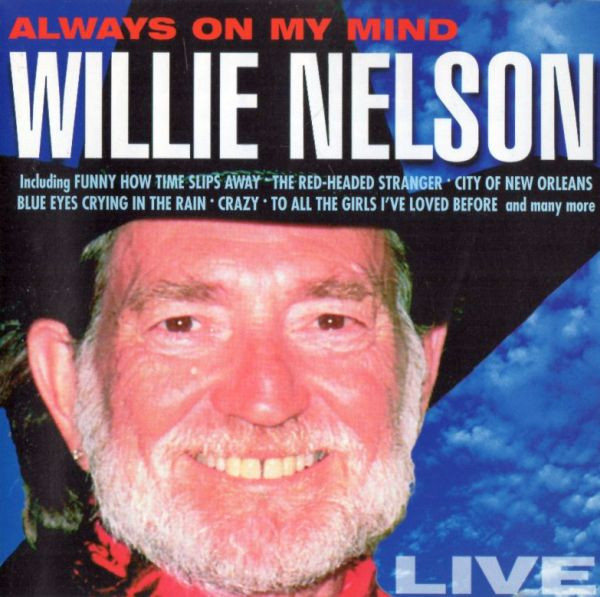 ALWAYS ON MY MIND
WILLIE NELSON
Including FUNNY HOW TIME SLIPS AWAY · THE RED-HEADED STRANGER · CITY OF NEW ORLEANS
BLUE EYES CRYING IN THE RAIN · CRAZY · TO ALL THE GIRLS I'VE LOVED BEFORE and many more
LIVE